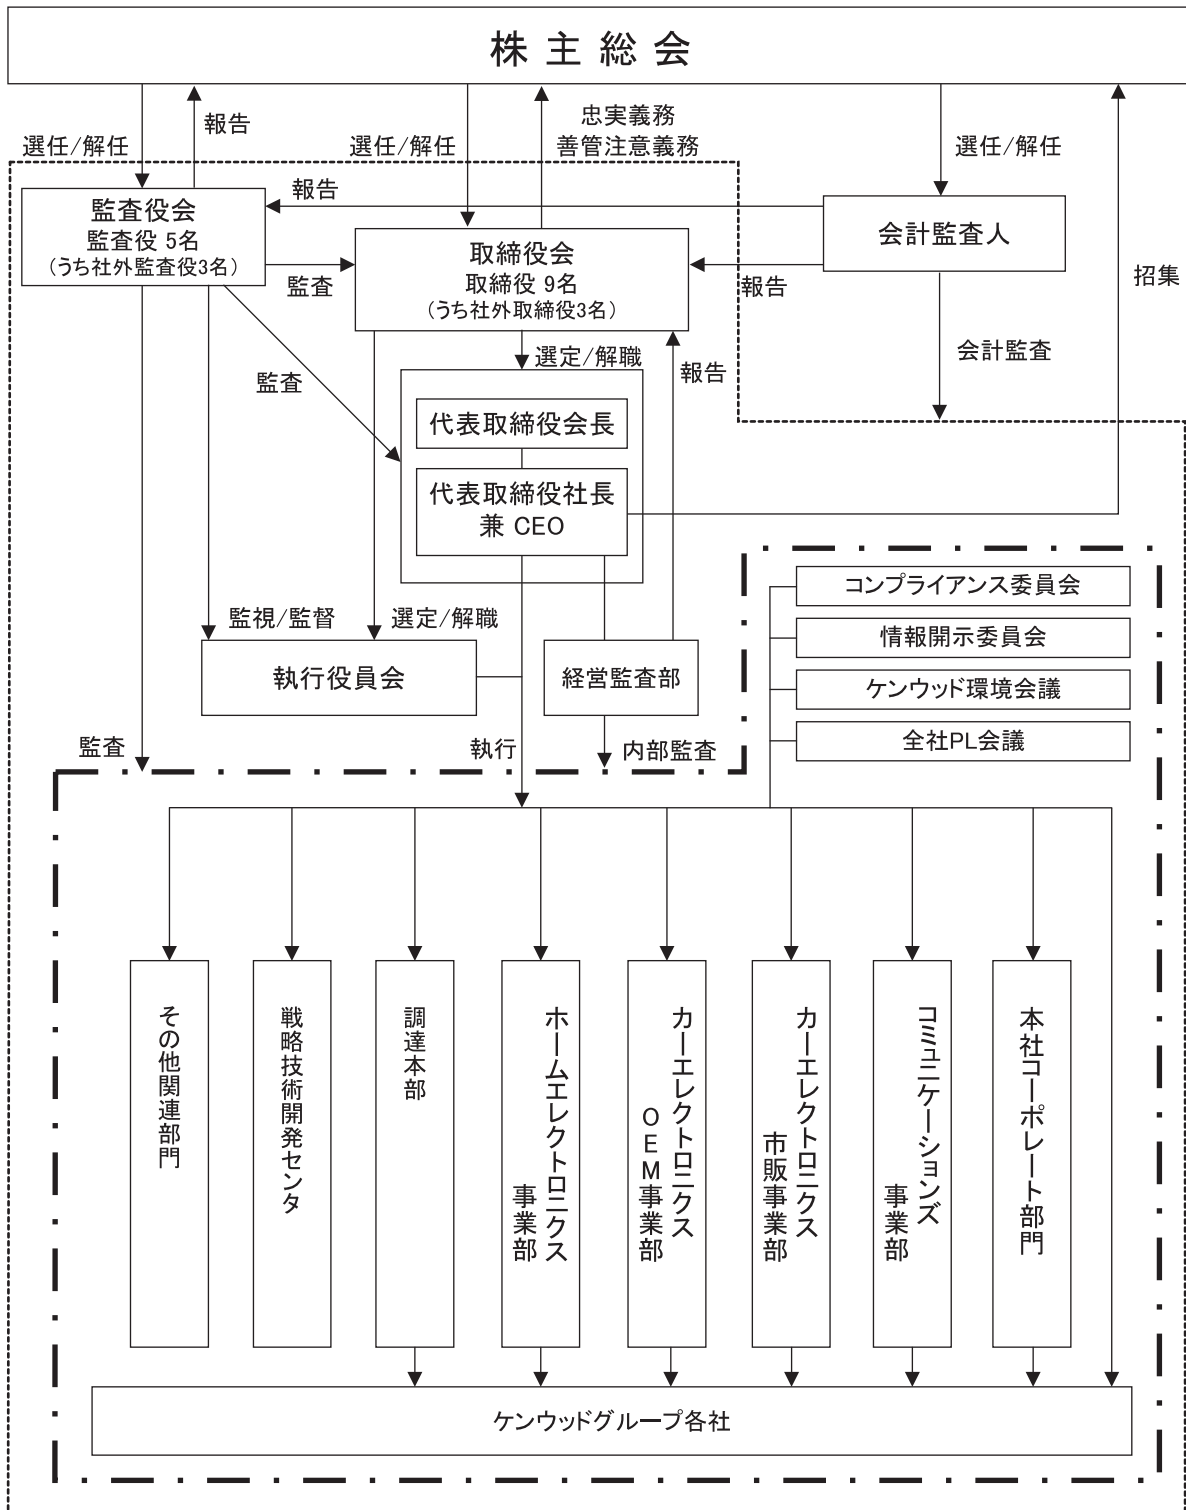 株主総会
選任/解任
報告
選任/解任
忠実義務
善管注意義務
選任/解任
招集
監査役会
監査役 5名
(うち社外監査役3名)
報告
監査
取締役会
取締役 9名
(うち社外取締役3名)
報告
会計監査人
会計監査
選定/解職
報告
監査
代表取締役会長
代表取締役社長
兼 CEO
監視/監督
選定/解職
執行役員会
経営監査部
コンプライアンス委員会
情報開示委員会
ケンウッド環境会議
全社PL会議
監査
執行
内部監査
その他関連部門
戦略技術開発センタ
調達本部
ホームエレクトロニクス
事業部
カーエレクトロニクス
OEM事業部
カーエレクトロニクス
市販事業部
コミュニケーションズ
事業部
本社コーポレート部門
ケンウッドグループ各社